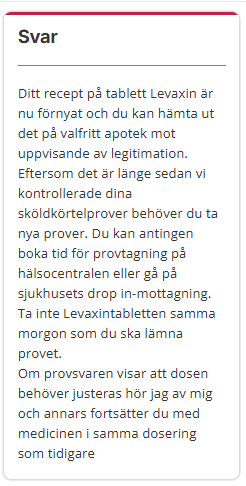 Svar
Ditt recept på tablett Levaxin är
nu förnyat och du kan hämta ut
det på valfritt apotek mot
uppvisande av legitimation.
Eftersom det är länge sedan vi
kontrollerade dina
sköldkörtelprover behöver du ta
nya prover. Du kan antingen
boka tid för provtagning på
hälsocentralen eller gå på
sjukhusets drop in-mottagning.
Ta inte Levaxintabletten samma
morgon som du ska lämna
provet.
Om provsvaren visar att dosen
behöver justeras hör jag av mig
och annars fortsätter du med
medicinen i samma dosering
som tidigare